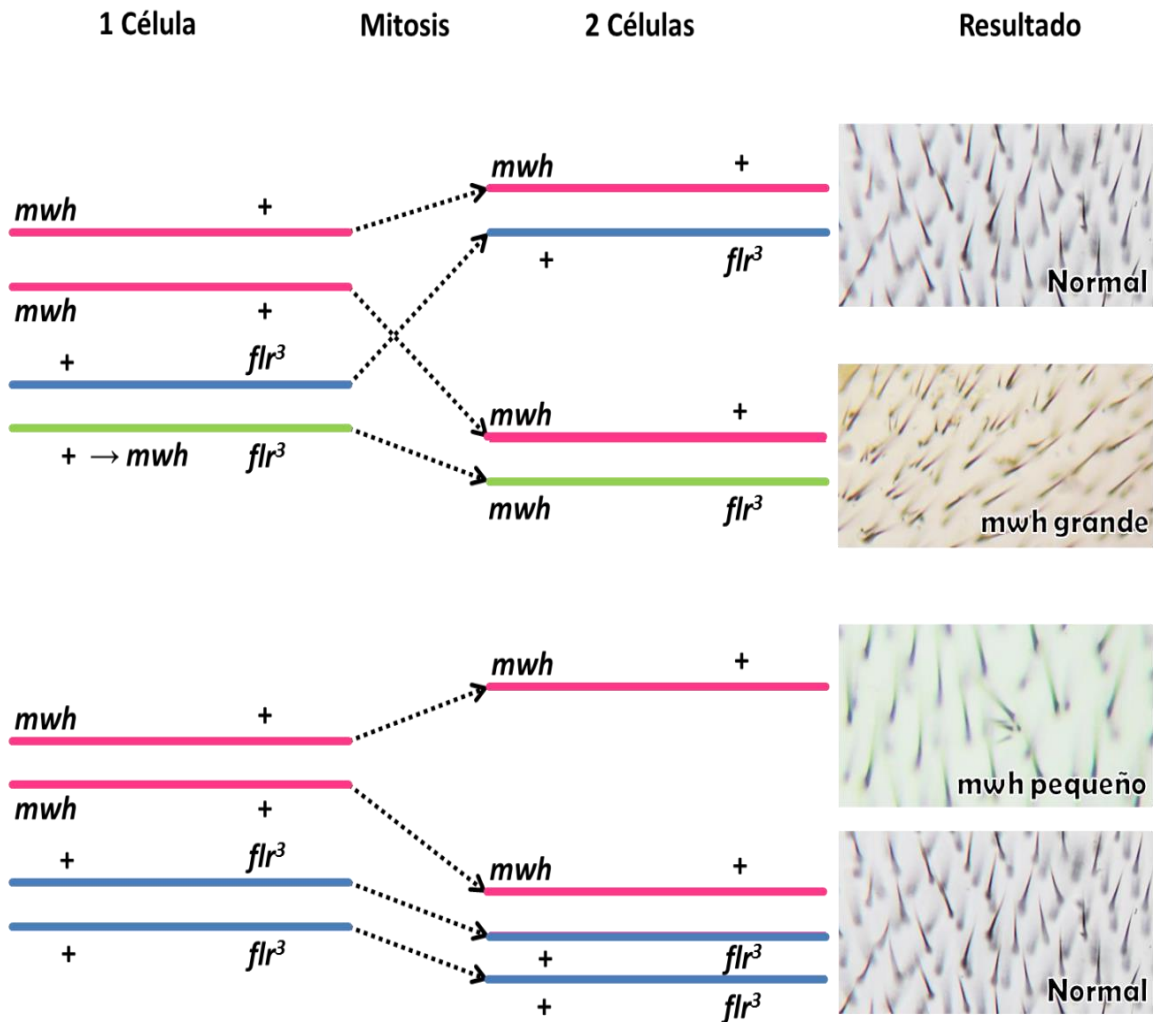 1 Célula Mitosis 2 Células Resultado
mwh +
mwh +
+ flr³
+ → mwh flr³
mwh +
+ flr³
Normal
mwh +
mwh flr³
mwh grande
mwh +
mwh +
+ flr³
+ flr³
mwh +
mwh pequeño
mwh +
+ flr³
+ flr³
Normal